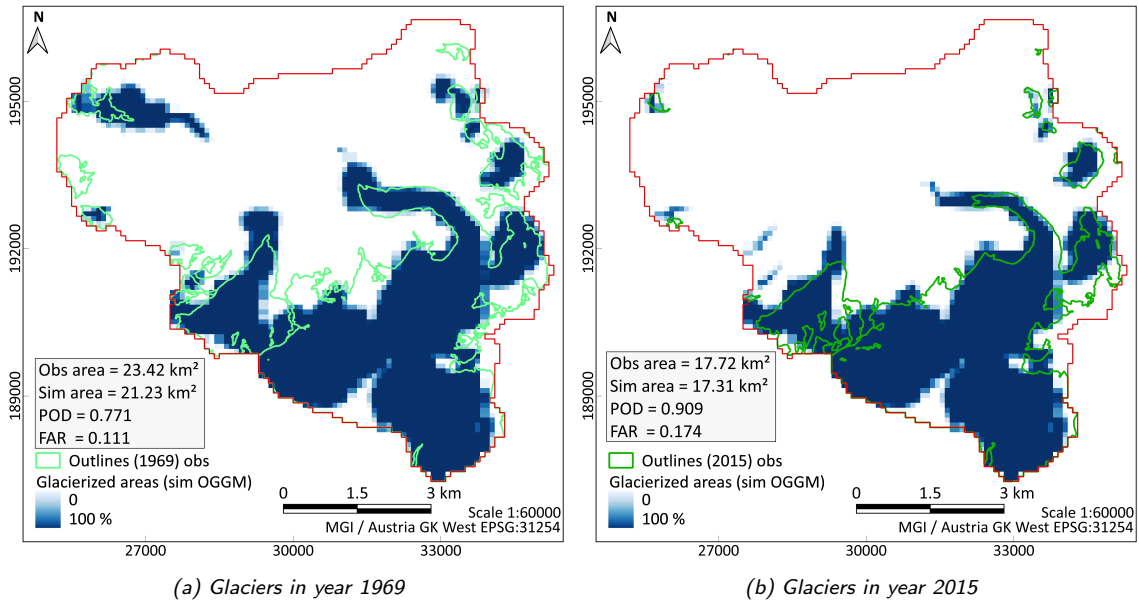 N
195000
192000
189000
Obs area = 23.42 km²
Sim area = 21.23 km²
POD = 0.771
FAR = 0.111
Outlines (1969) obs
Glacierized areas (sim OGGM)
0
100 %
0 1.5 3 km
Scale 1:60000
MGI / Austria GK West EPSG:31254
27000 30000 33000
(a) Glaciers in year 1969
N
195000
192000
189000
Obs area = 17.72 km²
Sim area = 17.31 km²
POD = 0.909
FAR = 0.174
Outlines (2015) obs
Glacierized areas (sim OGGM)
0
100 %
0 1.5 3 km
Scale 1:60000
MGI / Austria GK West EPSG:31254
27000 30000 33000
(b) Glaciers in year 2015